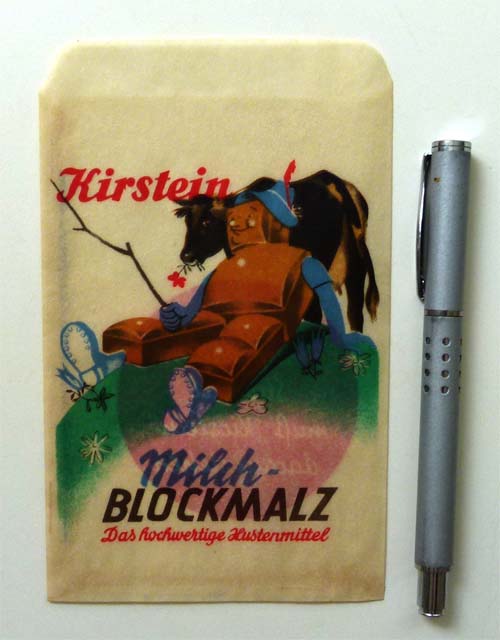 Kirstein
Milch-
BLOCKMALZ
Das hochwertige Hustenmittel